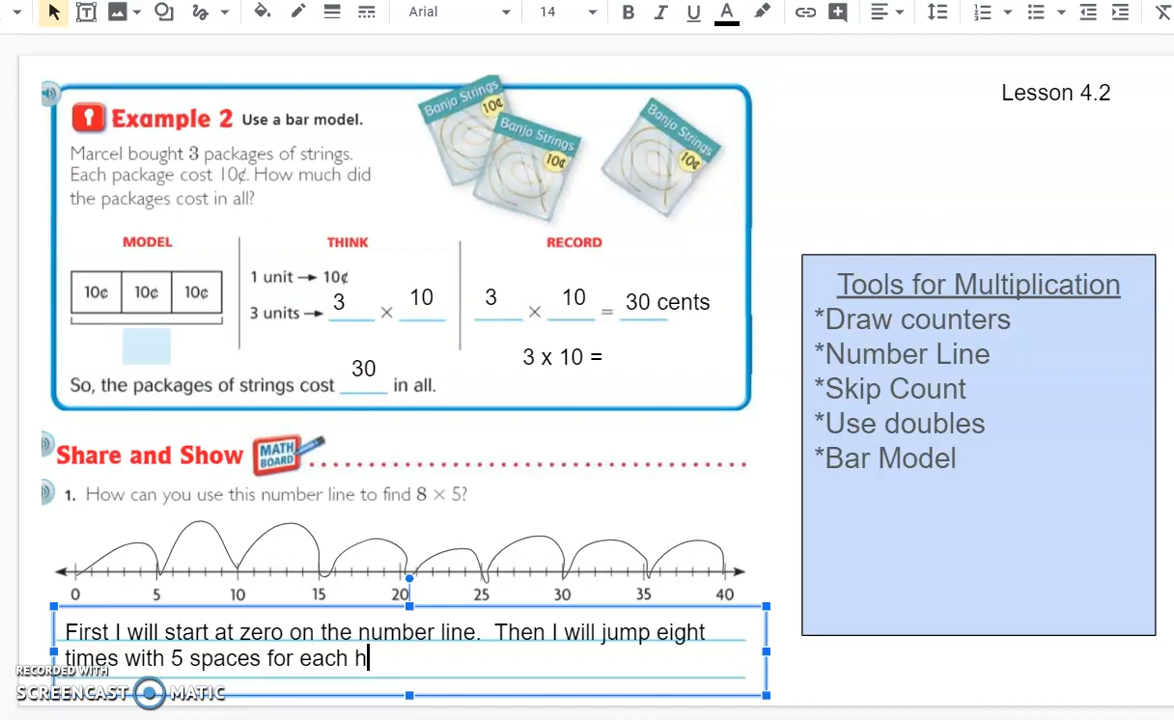 Arial
14
B I U A
Lesson 4.2
Example 2 Use a bar model.
Marcel bought 3 packages of strings.
Each package cost 10¢. How much did
the packages cost in all?
Banjo Strings 10¢
Banjo Strings 10¢
Banjo Strings 10¢
MODEL
10¢ 10¢ 10¢
THINK
1 unit → 10¢
3 units → 3 × 10
RECORD
3 × 10 = 30 cents
3 x 10 =
So, the packages of strings cost 30 in all.
Tools for Multiplication
*Draw counters
*Number Line
*Skip Count
*Use doubles
*Bar Model
Share and Show MATH BOARD
1. How can you use this number line to find 8 × 5?
0 5 10 15 20 25 30 35 40
First I will start at zero on the number line. Then I will jump eight
times with 5 spaces for each h
RECORDED WITH
SCREENCAST MATIC